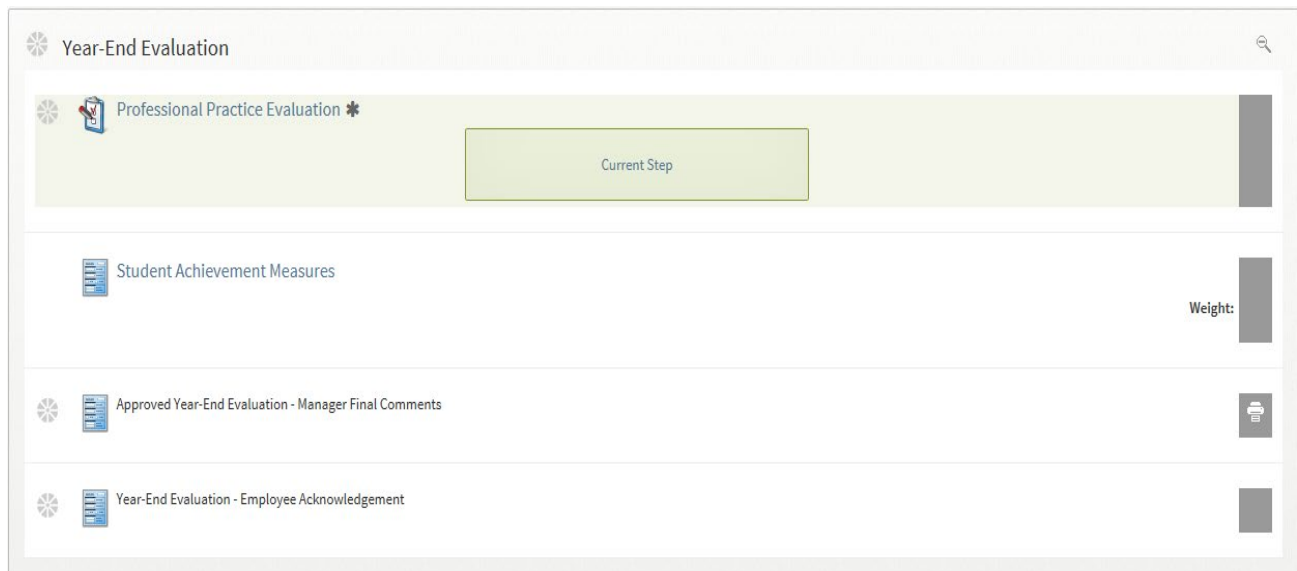 Year-End Evaluation
Professional Practice Evaluation ✱
Current Step
Student Achievement Measures
Weight:
Approved Year-End Evaluation - Manager Final Comments
Year-End Evaluation - Employee Acknowledgement